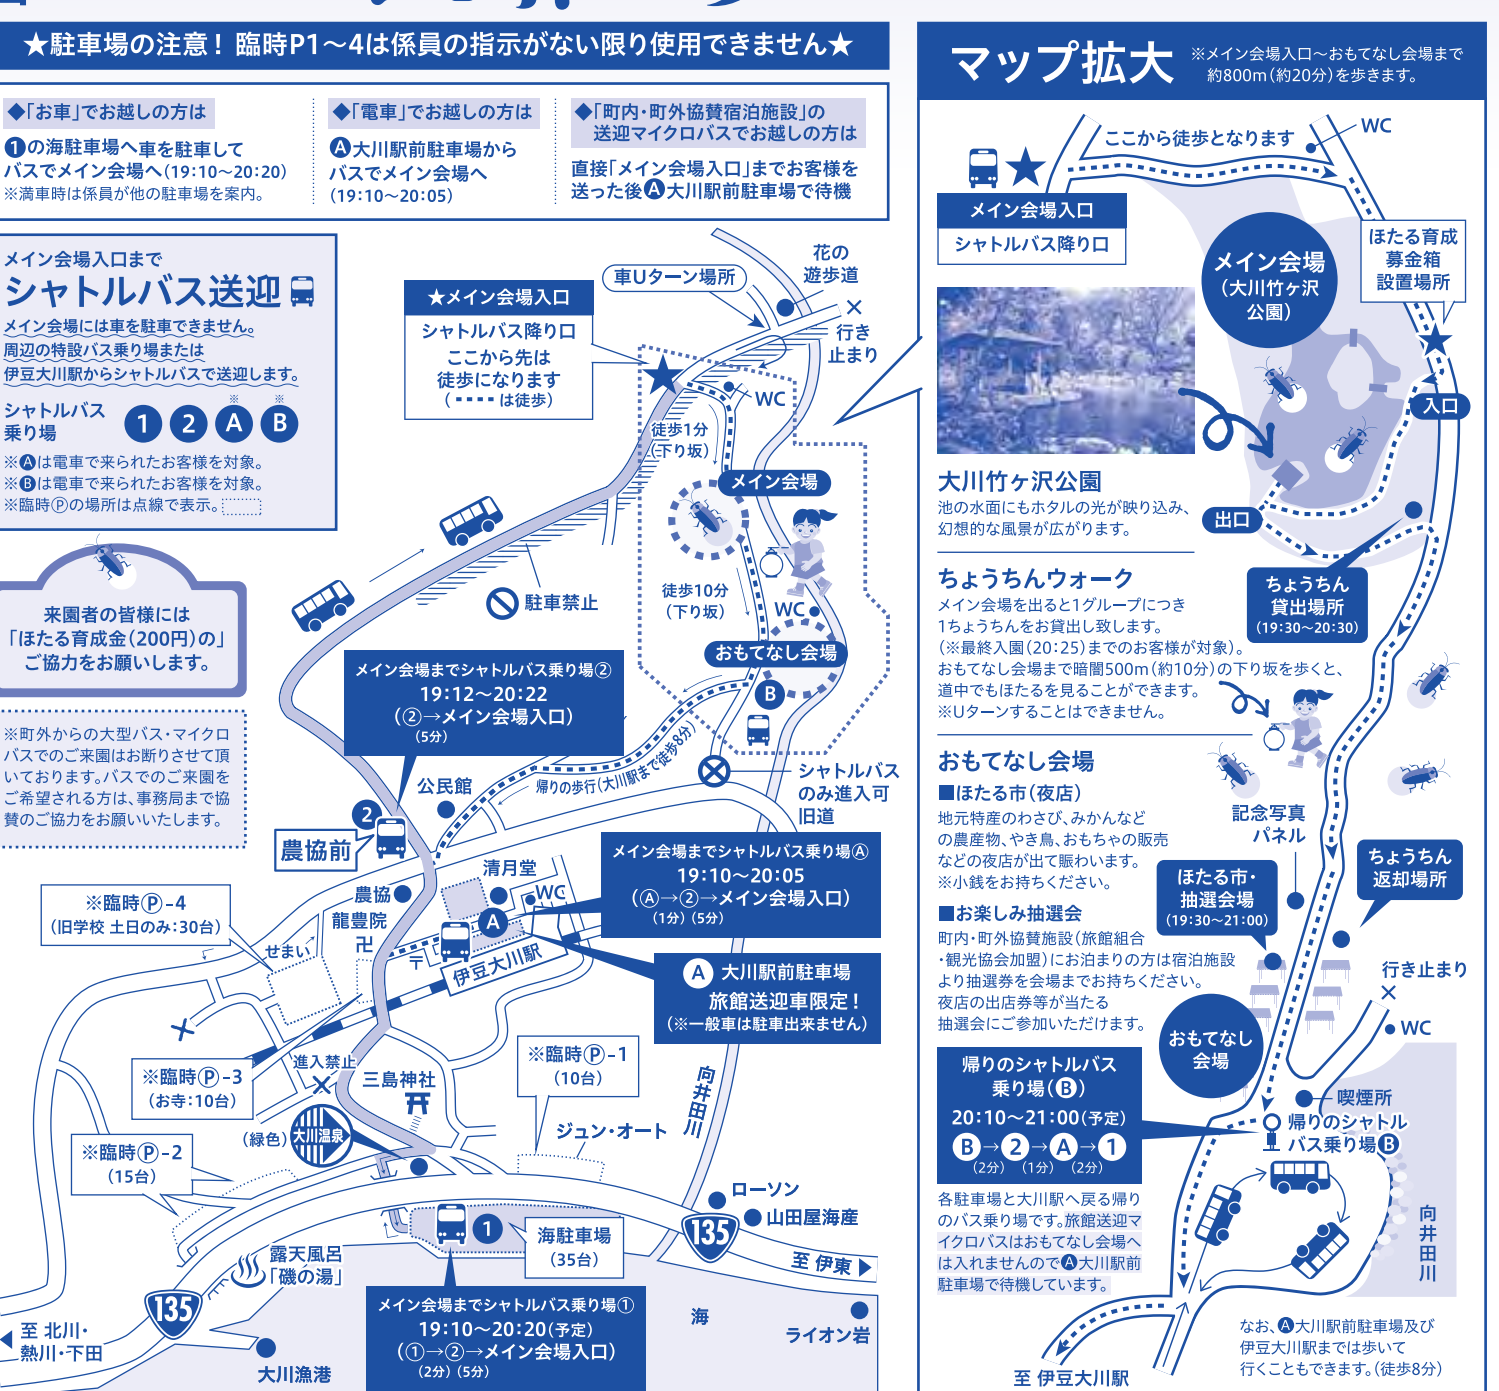 ★駐車場の注意！臨時P1～4は係員の指示がない限り使用できません★
◆「お車」でお越しの方は
❶の海駐車場へ車を駐車して
バスでメイン会場へ(19:10～20:20)
※満車時は係員が他の駐車場を案内。
◆「電車」でお越しの方は
Ⓐ大川駅前駐車場から
バスでメイン会場へ
(19:10～20:05)
◆「町内・町外協賛宿泊施設」の
送迎マイクロバスでお越しの方は
直接「メイン会場入口」までお客様を
送った後Ⓐ大川駅前駐車場で待機
メイン会場入口まで
シャトルバス送迎
メイン会場には車を駐車できません。
周辺の特設バス乗り場または
伊豆大川駅からシャトルバスで送迎します。
シャトルバス
乗り場
1 2 ※A ※B
※Ⓐは電車で来られたお客様を対象。
※Ⓑは電車で来られたお客様を対象。
※臨時Ⓟの場所は点線で表示。
来園者の皆様には
「ほたる育成金(200円)の」
ご協力をお願いします。
※町外からの大型バス・マイクロ
バスでのご来園はお断りさせて頂
いております。バスでのご来園を
ご希望される方は、事務局まで協
賛のご協力をお願いいたします。
★メイン会場入口
シャトルバス降り口
ここから先は
徒歩になります
(・・・・は徒歩)
車Uターン場所
花の
遊歩道
×
行き
止まり
WC
徒歩1分
(下り坂)
メイン会場
徒歩10分
(下り坂)
WC
おもてなし会場
B
駐車禁止
メイン会場までシャトルバス乗り場②
19:12～20:22
(②→メイン会場入口)
(5分)
帰りの歩行(大川駅まで徒歩8分)
シャトルバス
のみ進入可
旧道
公民館
2
農協前
農協
龍豊院
卍
清月堂
WC
A
〒
伊豆大川駅
メイン会場までシャトルバス乗り場Ⓐ
19:10～20:05
(Ⓐ→②→メイン会場入口)
(1分)(5分)
A 大川駅前駐車場
旅館送迎車限定！
(※一般車は駐車出来ません)
※臨時Ⓟ-4
(旧学校 土日のみ:30台)
せまい
※臨時Ⓟ-3
(お寺:10台)
進入禁止
三島神社
(緑色)
大川温泉
※臨時Ⓟ-1
(10台)
ジュン・オート
向井田川
※臨時Ⓟ-2
(15台)
ローソン
山田屋海産
135
至 伊東▶
1
海駐車場
(35台)
露天風呂
「磯の湯」
135
◀至 北川・
熱川・下田
大川漁港
メイン会場までシャトルバス乗り場①
19:10～20:20(予定)
(①→②→メイン会場入口)
(2分)(5分)
海
ライオン岩
マップ拡大
※メイン会場入口～おもてなし会場まで
約800m(約20分)を歩きます。
ここから徒歩となります
WC
★
メイン会場入口
シャトルバス降り口
メイン会場
(大川竹ヶ沢
公園)
ほたる育成
募金箱
設置場所
入口
出口
大川竹ヶ沢公園
池の水面にもホタルの光が映り込み、
幻想的な風景が広がります。
ちょうちんウォーク
メイン会場を出ると1グループにつき
1ちょうちんをお貸出し致します。
(※最終入園(20:25)までのお客様が対象)。
おもてなし会場まで暗闇500m(約10分)の下り坂を歩くと、
道中でもほたるを見ることができます。
※Uターンすることはできません。
ちょうちん
貸出場所
(19:30～20:30)
おもてなし会場
■ほたる市(夜店)
地元特産のわさび、みかんなど
の農産物、やき鳥、おもちゃの販売
などの夜店が出て賑わいます。
※小銭をお持ちください。
■お楽しみ抽選会
町内・町外協賛施設(旅館組合
・観光協会加盟)にお泊まりの方は宿泊施設
より抽選券を会場までお持ちください。
夜店の出店券等が当たる
抽選会にご参加いただけます。
記念写真
パネル
ほたる市・
抽選会場
(19:30～21:00)
ちょうちん
返却場所
行き止まり
×
WC
おもてなし
会場
喫煙所
帰りのシャトル
バス乗り場B
帰りのシャトルバス
乗り場(Ⓑ)
20:10～21:00(予定)
B→2→A→1
(2分)(1分)(2分)
各駐車場と大川駅へ戻る帰り
のバス乗り場です。旅館送迎マ
イクロバスはおもてなし会場へ
は入れませんのでⒶ大川駅前
駐車場で待機しています。
向井田川
なお、Ⓐ大川駅前駐車場及び
伊豆大川駅までは歩いて
行くこともできます。(徒歩8分)
至 伊豆大川駅